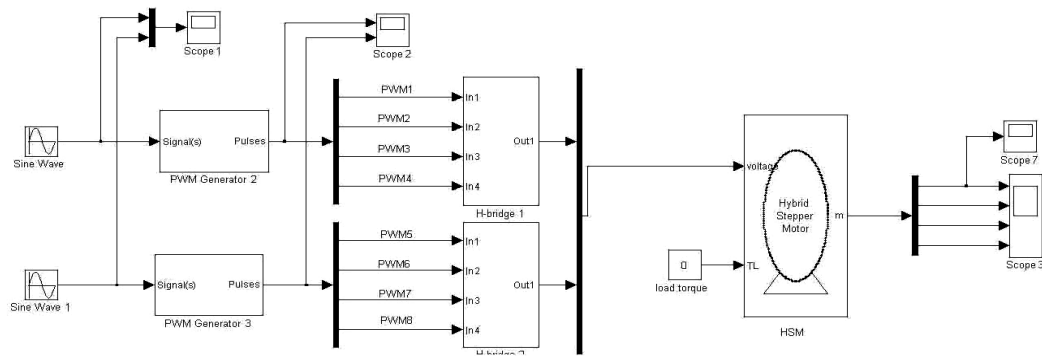 Scope 1
Scope 2
Sine Wave
Signal(s)
Pulses
PWM Generator 2
PWM1
PWM2
PWM3
PWM4
In1
In2
In3
In4
Out1
H-bridge 1
Sine Wave 1
Signal(s)
Pulses
PWM Generator 3
PWM5
PWM6
PWM7
PWM8
In1
In2
In3
In4
Out1
H-bridge 2
voltage
Hybrid
Stepper
Motor
m
TL
0
load torque
HSM
Scope 7
Scope 3